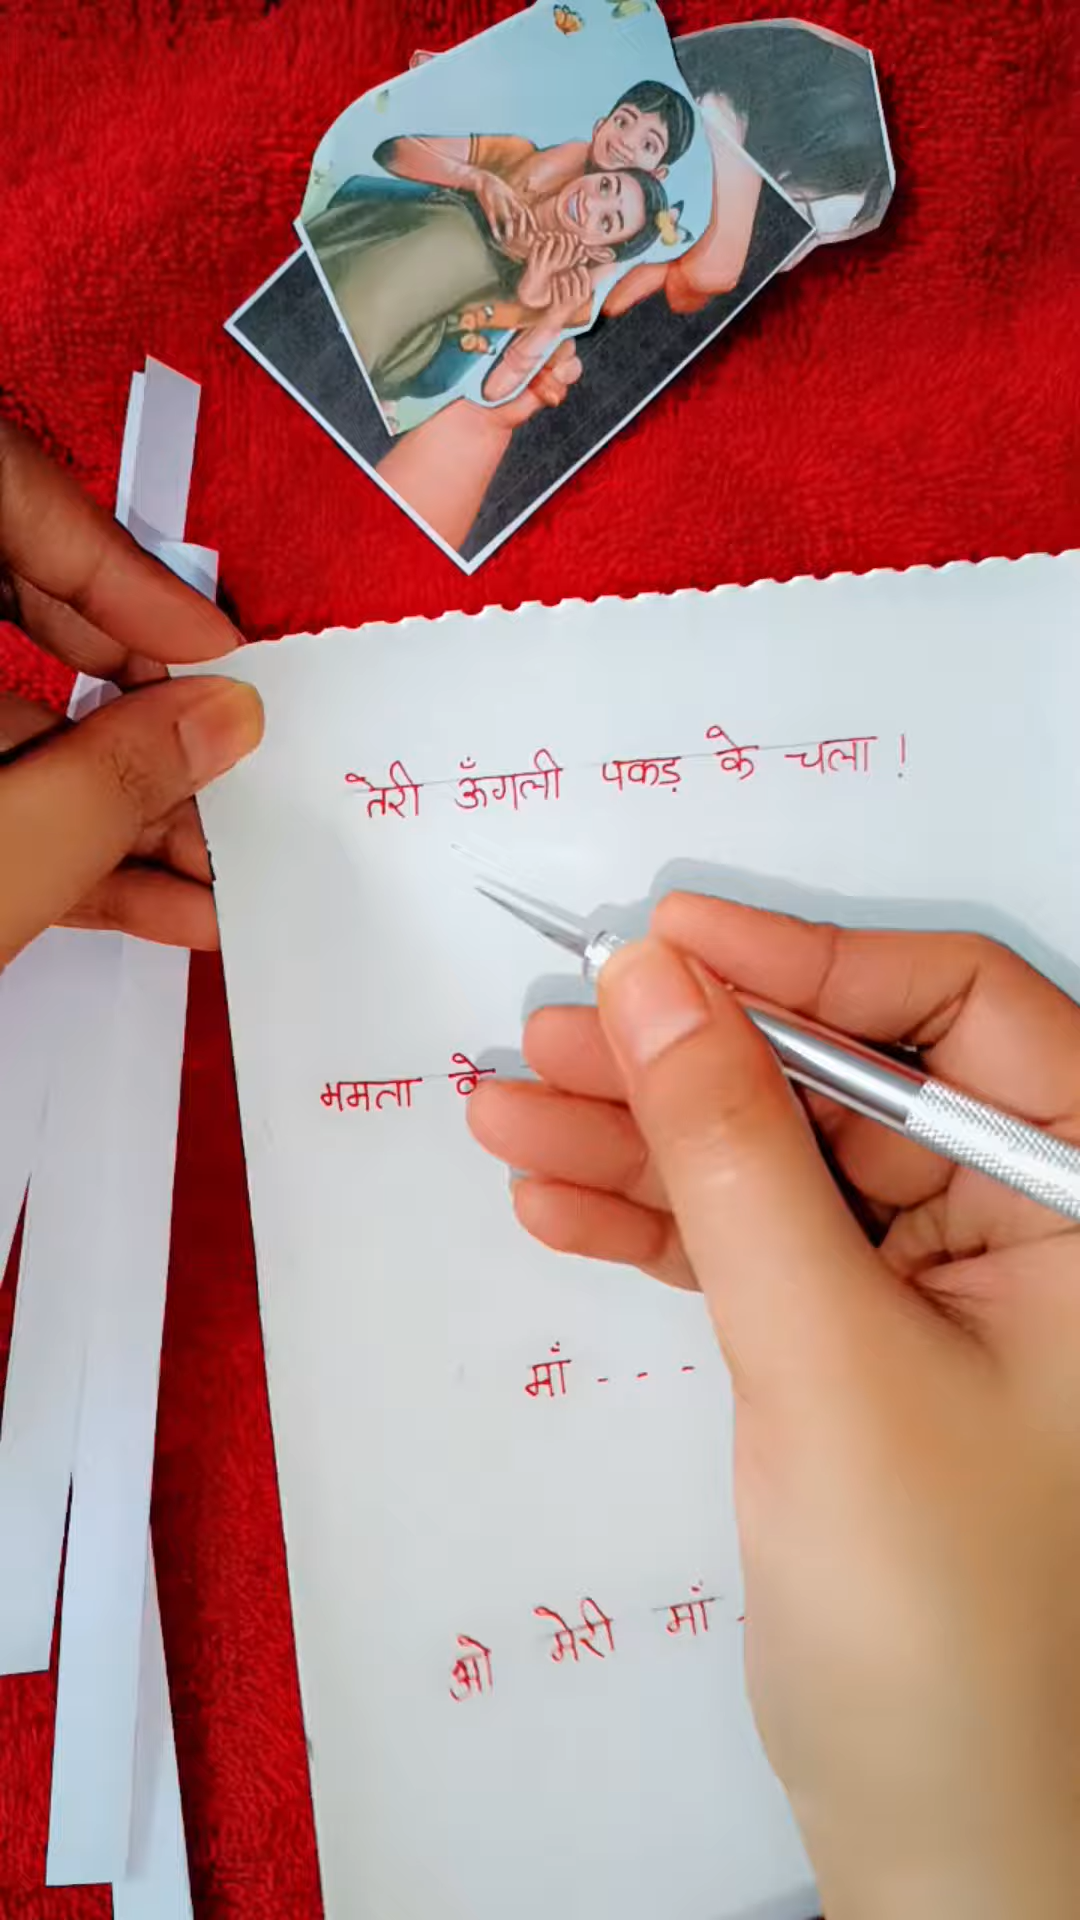 तेरी ऊँगली पकड़ के चला !
ममता के
माँ - - -
ओ मेरी माँ -